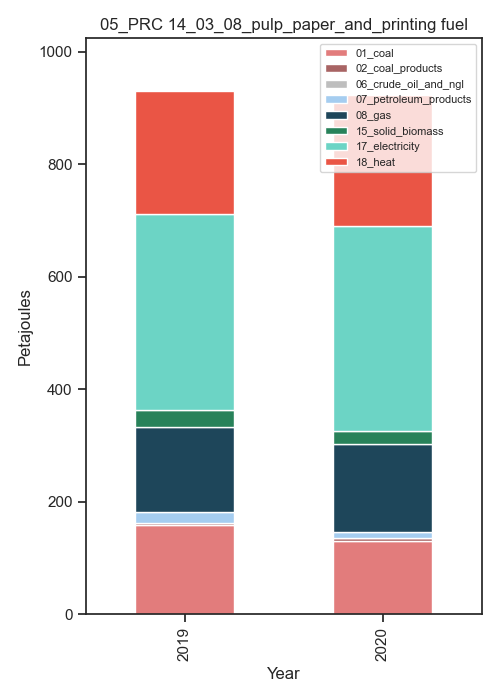 05_PRC 14_03_08_pulp_paper_and_printing fuel
1000
800
600
400
200
0
Petajoules
01_coal
02_coal_products
06_crude_oil_and_ngl
07_petroleum_products
08_gas
15_solid_biomass
17_electricity
18_heat
2019
2020
Year